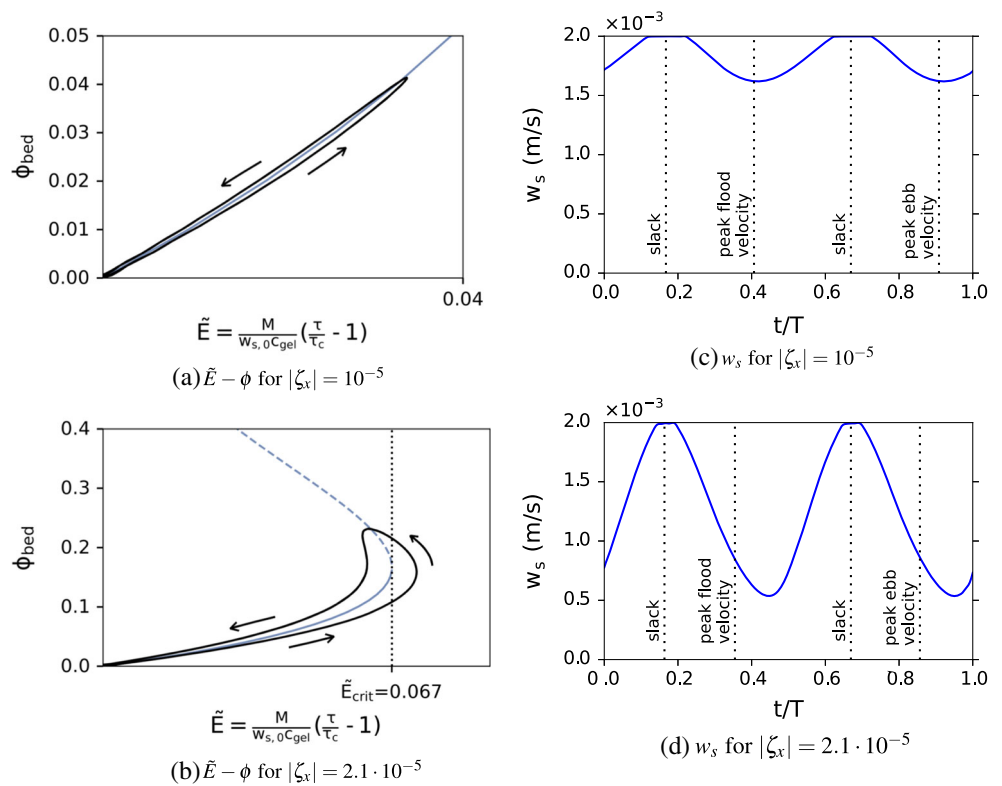 0.05
0.04
0.03
0.02
0.01
0.00
ϕbed
0.04
Ẽ = M/(ws,0Cgel) (τ/τc - 1)
(a) Ẽ − ϕ for |ζx| = 10⁻⁵
×10⁻³
2.0
1.5
1.0
0.5
0.0
ws (m/s)
slack
peak flood
velocity
slack
peak ebb
velocity
0.0 0.2 0.4 0.6 0.8 1.0
t/T
(c) ws for |ζx| = 10⁻⁵
0.4
0.3
0.2
0.1
0.0
ϕbed
Ẽcrit=0.067
Ẽ = M/(ws,0Cgel) (τ/τc - 1)
(b) Ẽ − ϕ for |ζx| = 2.1 · 10⁻⁵
×10⁻³
2.0
1.5
1.0
0.5
0.0
ws (m/s)
slack
peak flood
velocity
slack
peak ebb
velocity
0.0 0.2 0.4 0.6 0.8 1.0
t/T
(d) ws for |ζx| = 2.1 · 10⁻⁵